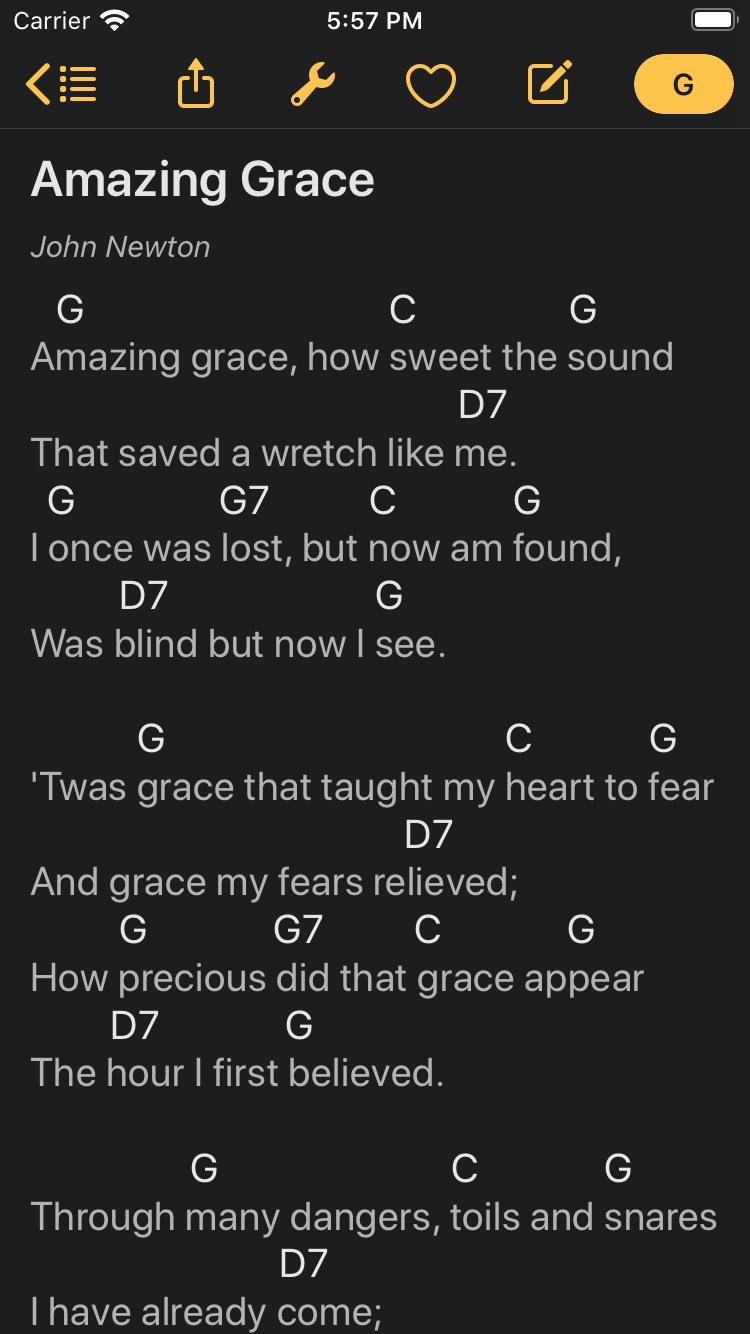 Carrier 5:57 PM
G
Amazing Grace
John Newton
G C G
Amazing grace, how sweet the sound
D7
That saved a wretch like me.
G G7 C G
I once was lost, but now am found,
D7 G
Was blind but now I see.
G C G
'Twas grace that taught my heart to fear
D7
And grace my fears relieved;
G G7 C G
How precious did that grace appear
D7 G
The hour I first believed.
G C G
Through many dangers, toils and snares
D7
I have already come;